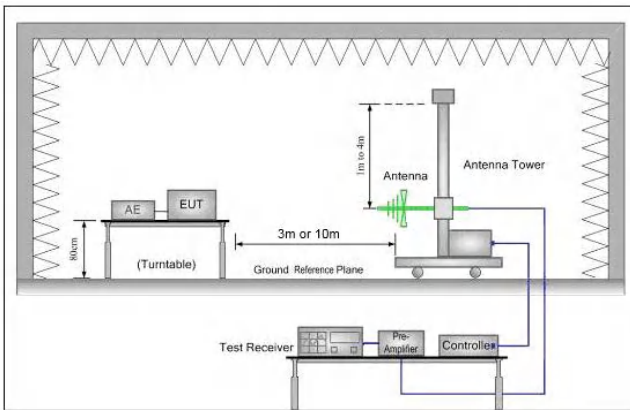 1m to 4m
Antenna
Antenna Tower
AE
EUT
3m or 10m
80cm
(Turntable)
Ground Reference Plane
Test Receiver
Pre-
Amplifier
Controller